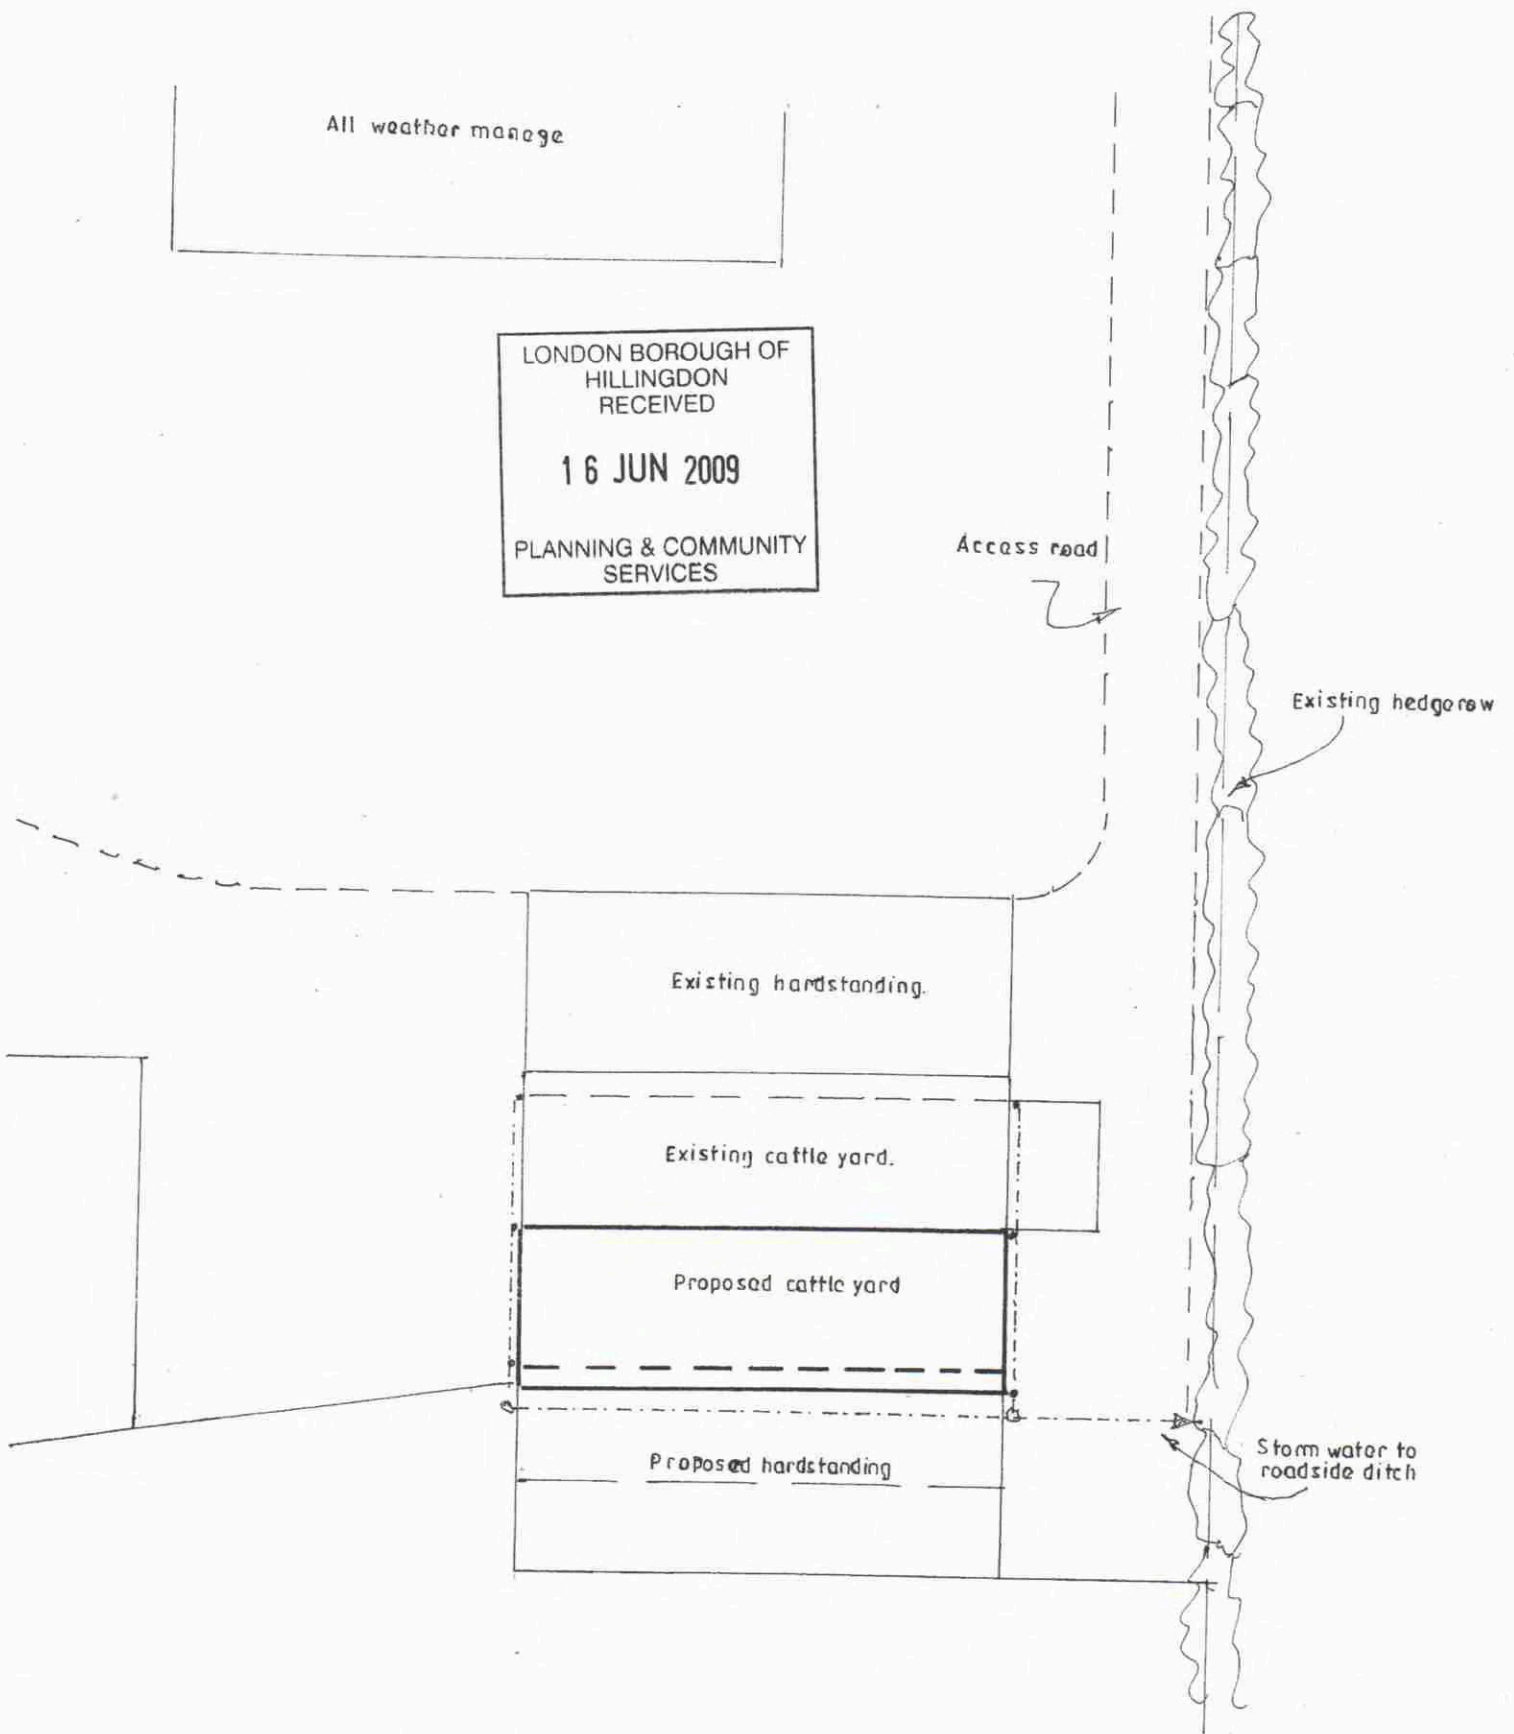 All weather manege
LONDON BOROUGH OF
HILLINGDON
RECEIVED
16 JUN 2009
PLANNING & COMMUNITY
SERVICES
Access road
Existing hedgerow
Existing hardstanding.
Existing cattle yard.
Proposed cattle yard
Storm water to
roadside ditch
Proposed hardstanding